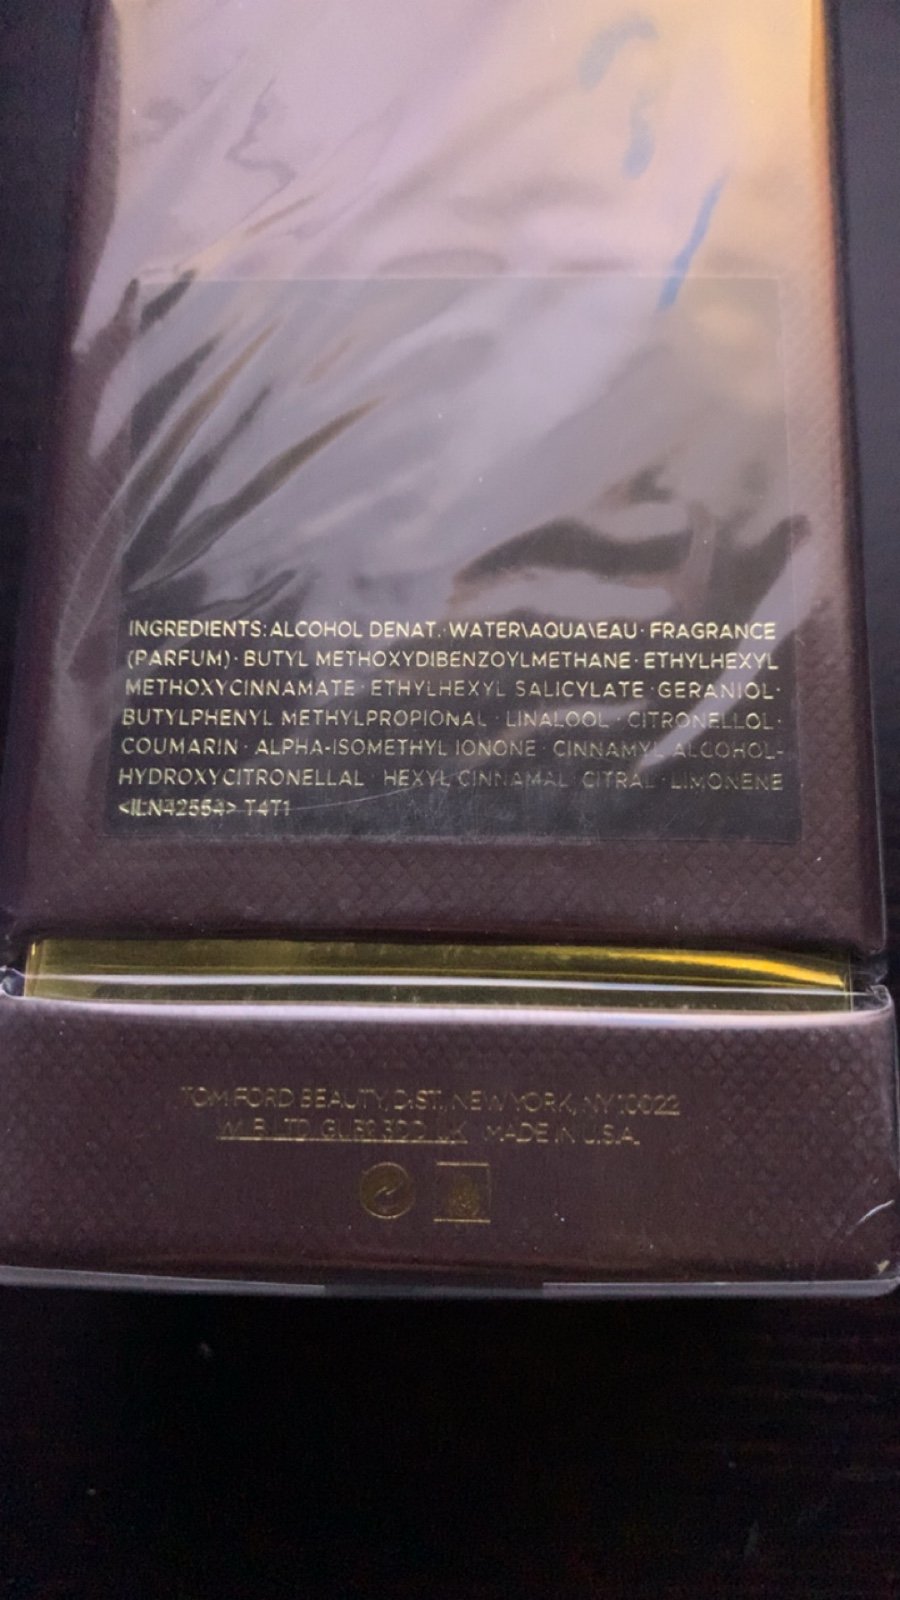 INGREDIENTS: ALCOHOL DENAT.· WATER\AQUA\EAU · FRAGRANCE
(PARFUM) · BUTYL METHOXYDIBENZOYLMETHANE · ETHYLHEXYL
METHOXYCINNAMATE · ETHYLHEXYL SALICYLATE · GERANIOL ·
BUTYLPHENYL METHYLPROPIONAL · LINALOOL · CITRONELLOL ·
COUMARIN · ALPHA-ISOMETHYL IONONE · CINNAMYL ALCOHOL ·
HYDROXYCITRONELLAL · HEXYL CINNAMAL · CITRAL · LIMONENE
<ILN42554> T4T1
TOM FORD BEAUTY, DIST., NEW YORK, NY 10022
LTD. UK MADE IN U.S.A.